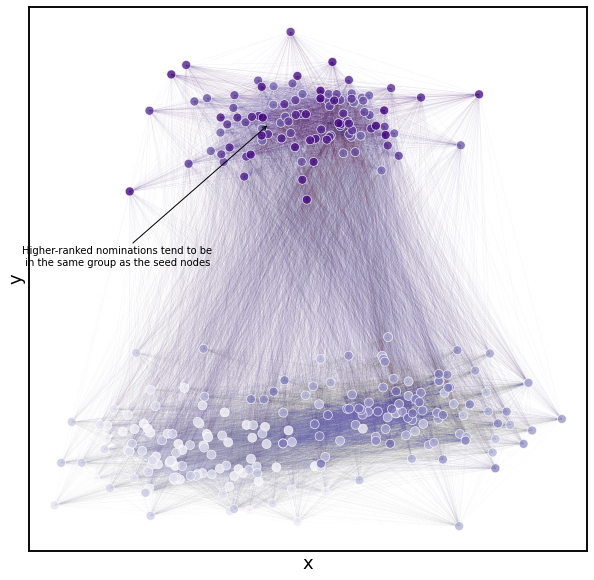 Higher-ranked nominations tend to be
in the same group as the seed nodes
y
x